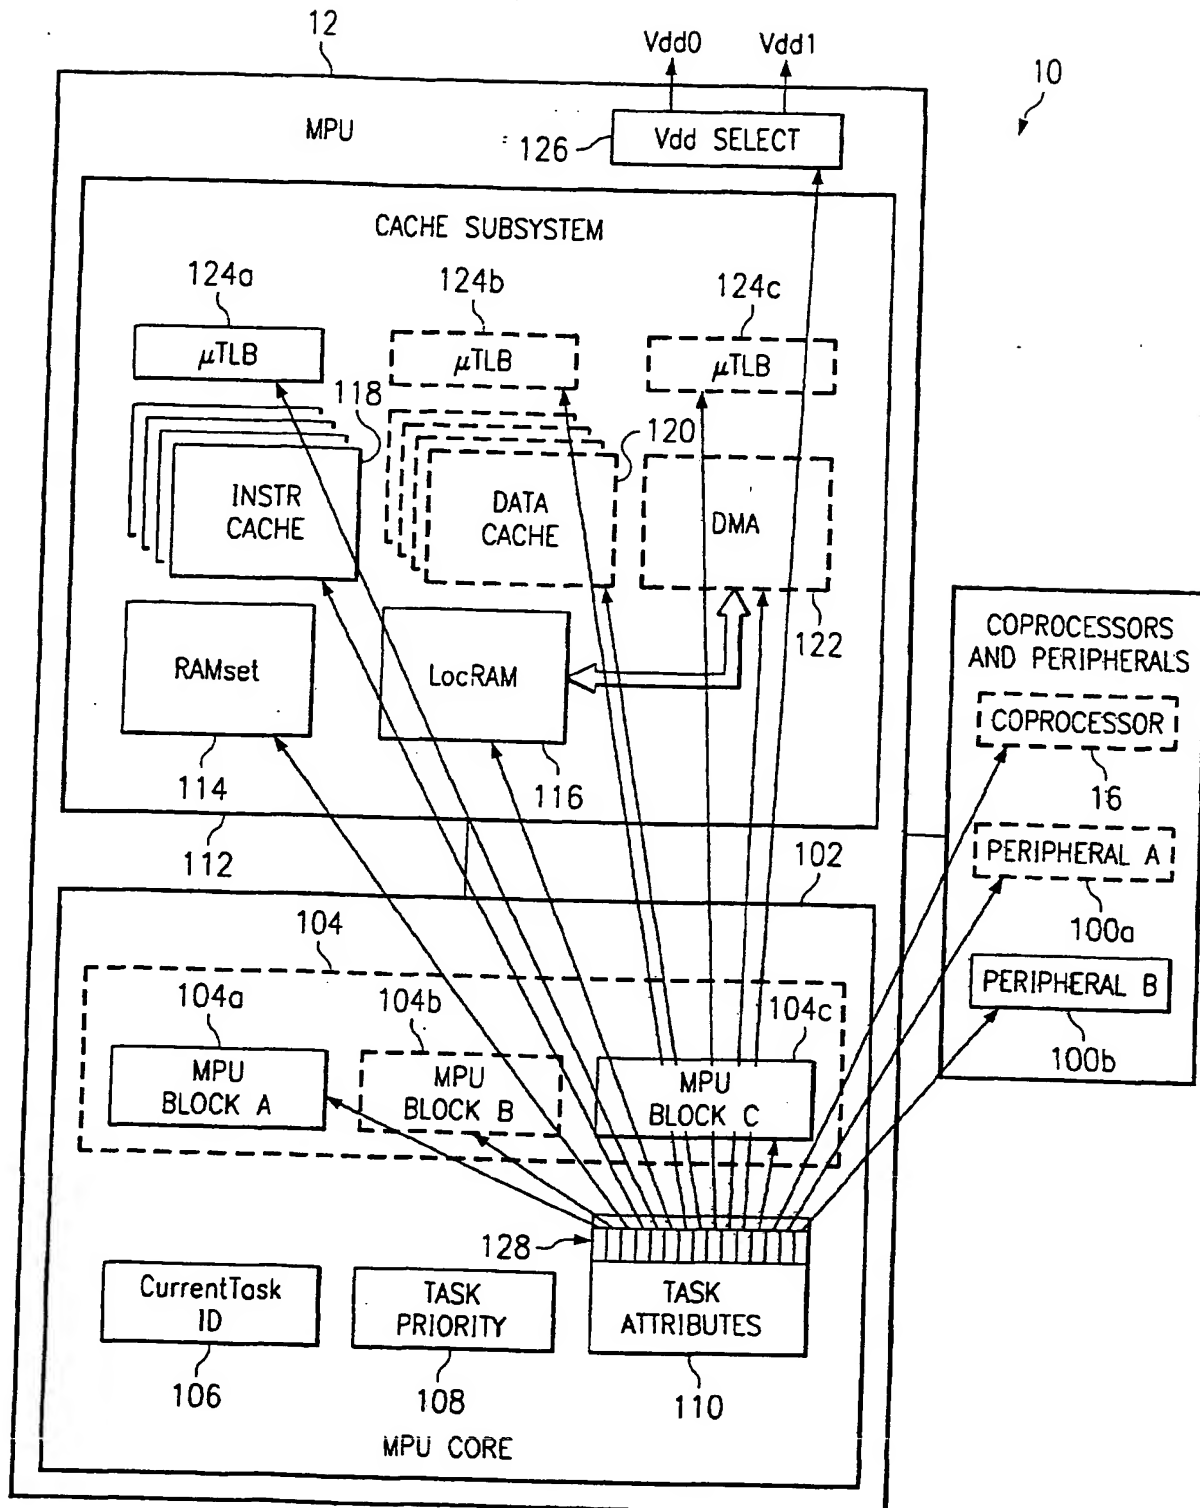 12
Vdd0
Vdd1
10
MPU
126
Vdd SELECT
CACHE SUBSYSTEM
124a
124b
124c
μTLB
μTLB
μTLB
118
120
INSTR
CACHE
DATA
CACHE
DMA
122
RAMset
LocRAM
114
116
112
COPROCESSORS
AND PERIPHERALS
COPROCESSOR
16
PERIPHERAL A
100a
PERIPHERAL B
100b
102
104
104a
104b
104c
MPU
BLOCK A
MPU
BLOCK B
MPU
BLOCK C
128
CurrentTask
ID
TASK
PRIORITY
TASK
ATTRIBUTES
106
108
110
MPU CORE